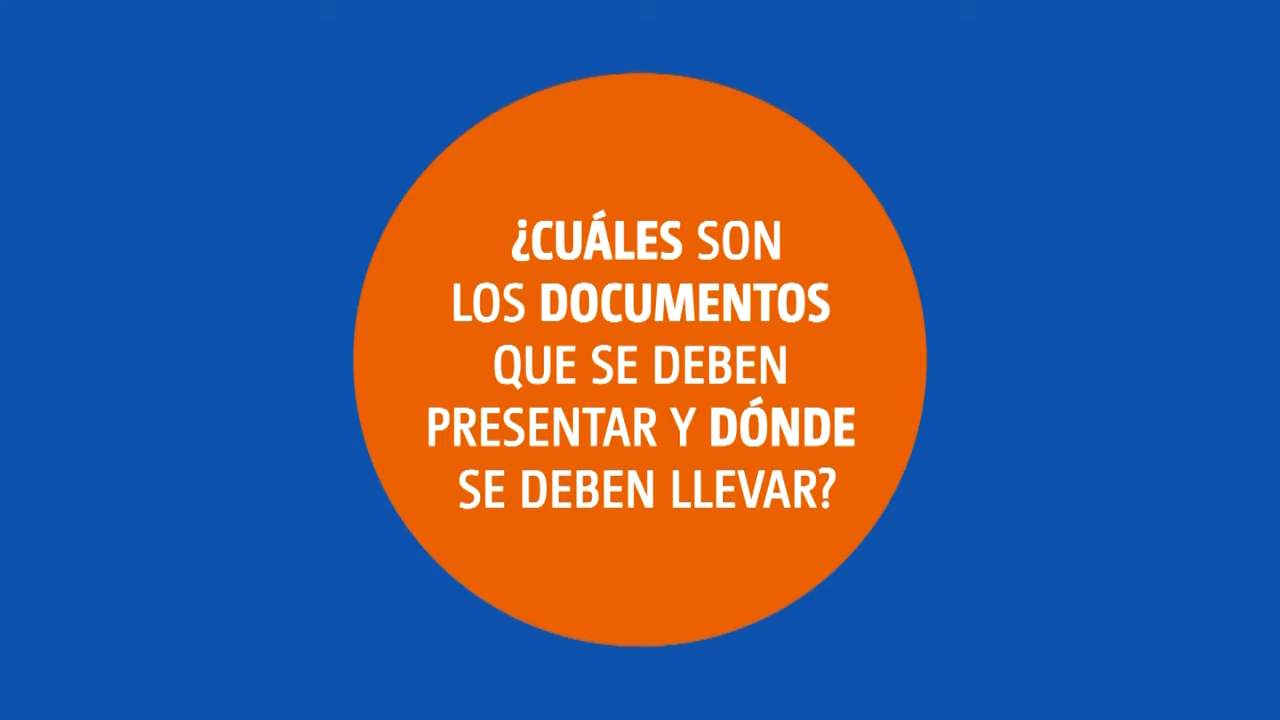 ¿CUÁLES SON
LOS DOCUMENTOS
QUE SE DEBEN
PRESENTAR Y DÓNDE
SE DEBEN LLEVAR?